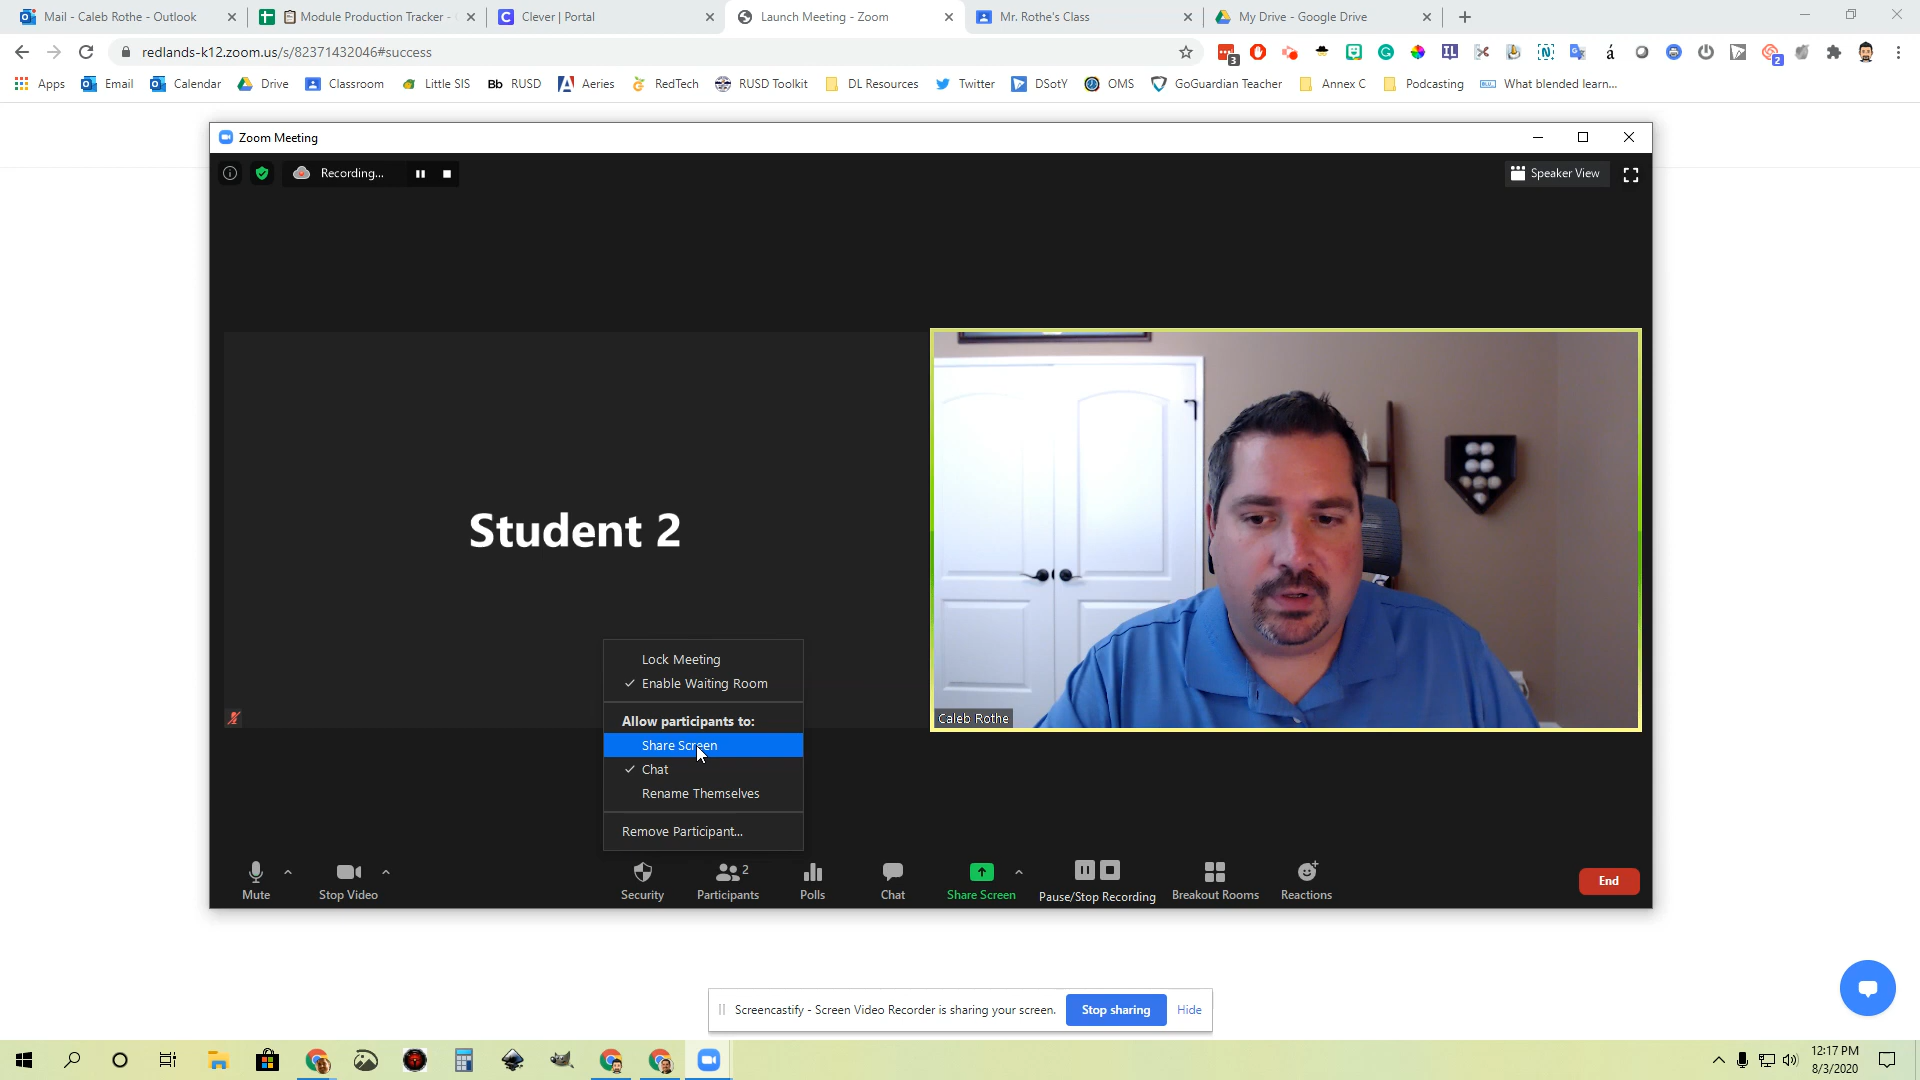 Mail - Caleb Rothe - Outlook
Module Production Tracker -
Clever | Portal
Launch Meeting - Zoom
Mr. Rothe's Class
My Drive - Google Drive
redlands-k12.zoom.us/s/82371432046#success
3
2
Apps
Email
Calendar
Drive
Classroom
Little SIS
Bb RUSD
Aeries
RedTech
RUSD Toolkit
DL Resources
Twitter
DSotY
OMS
GoGuardian Teacher
Annex C
Podcasting
What blended learn...
Zoom Meeting
Recording...
Speaker View
Student 2
Caleb Rothe
Lock Meeting
✓ Enable Waiting Room
Allow participants to:
Share Screen
✓ Chat
Rename Themselves
Remove Participant...
Mute
Stop Video
Security
2
Participants
Polls
Chat
Share Screen
Pause/Stop Recording
Breakout Rooms
Reactions
End
Screencastify - Screen Video Recorder is sharing your screen.
Stop sharing
Hide
12:17 PM
8/3/2020